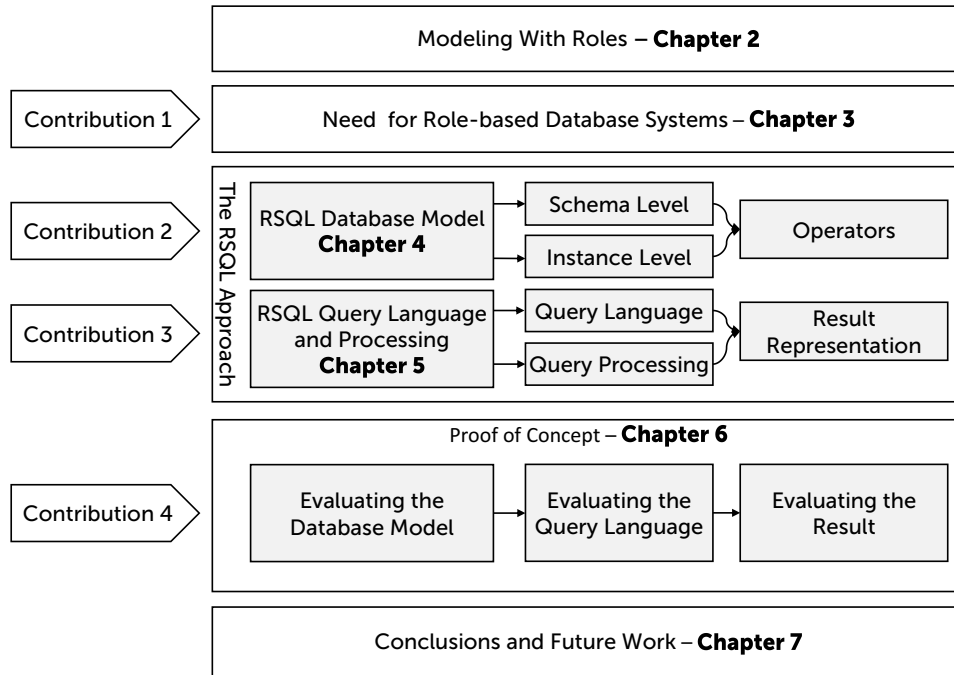 Modeling With Roles – Chapter 2
Contribution 1
Need for Role-based Database Systems – Chapter 3
Contribution 2
The RSQL Approach
RSQL Database Model
Chapter 4
Schema Level
Instance Level
Operators
Contribution 3
RSQL Query Language
and Processing
Chapter 5
Query Language
Query Processing
Result
Representation
Proof of Concept – Chapter 6
Contribution 4
Evaluating the
Database Model
Evaluating the
Query Language
Evaluating the
Result
Conclusions and Future Work – Chapter 7